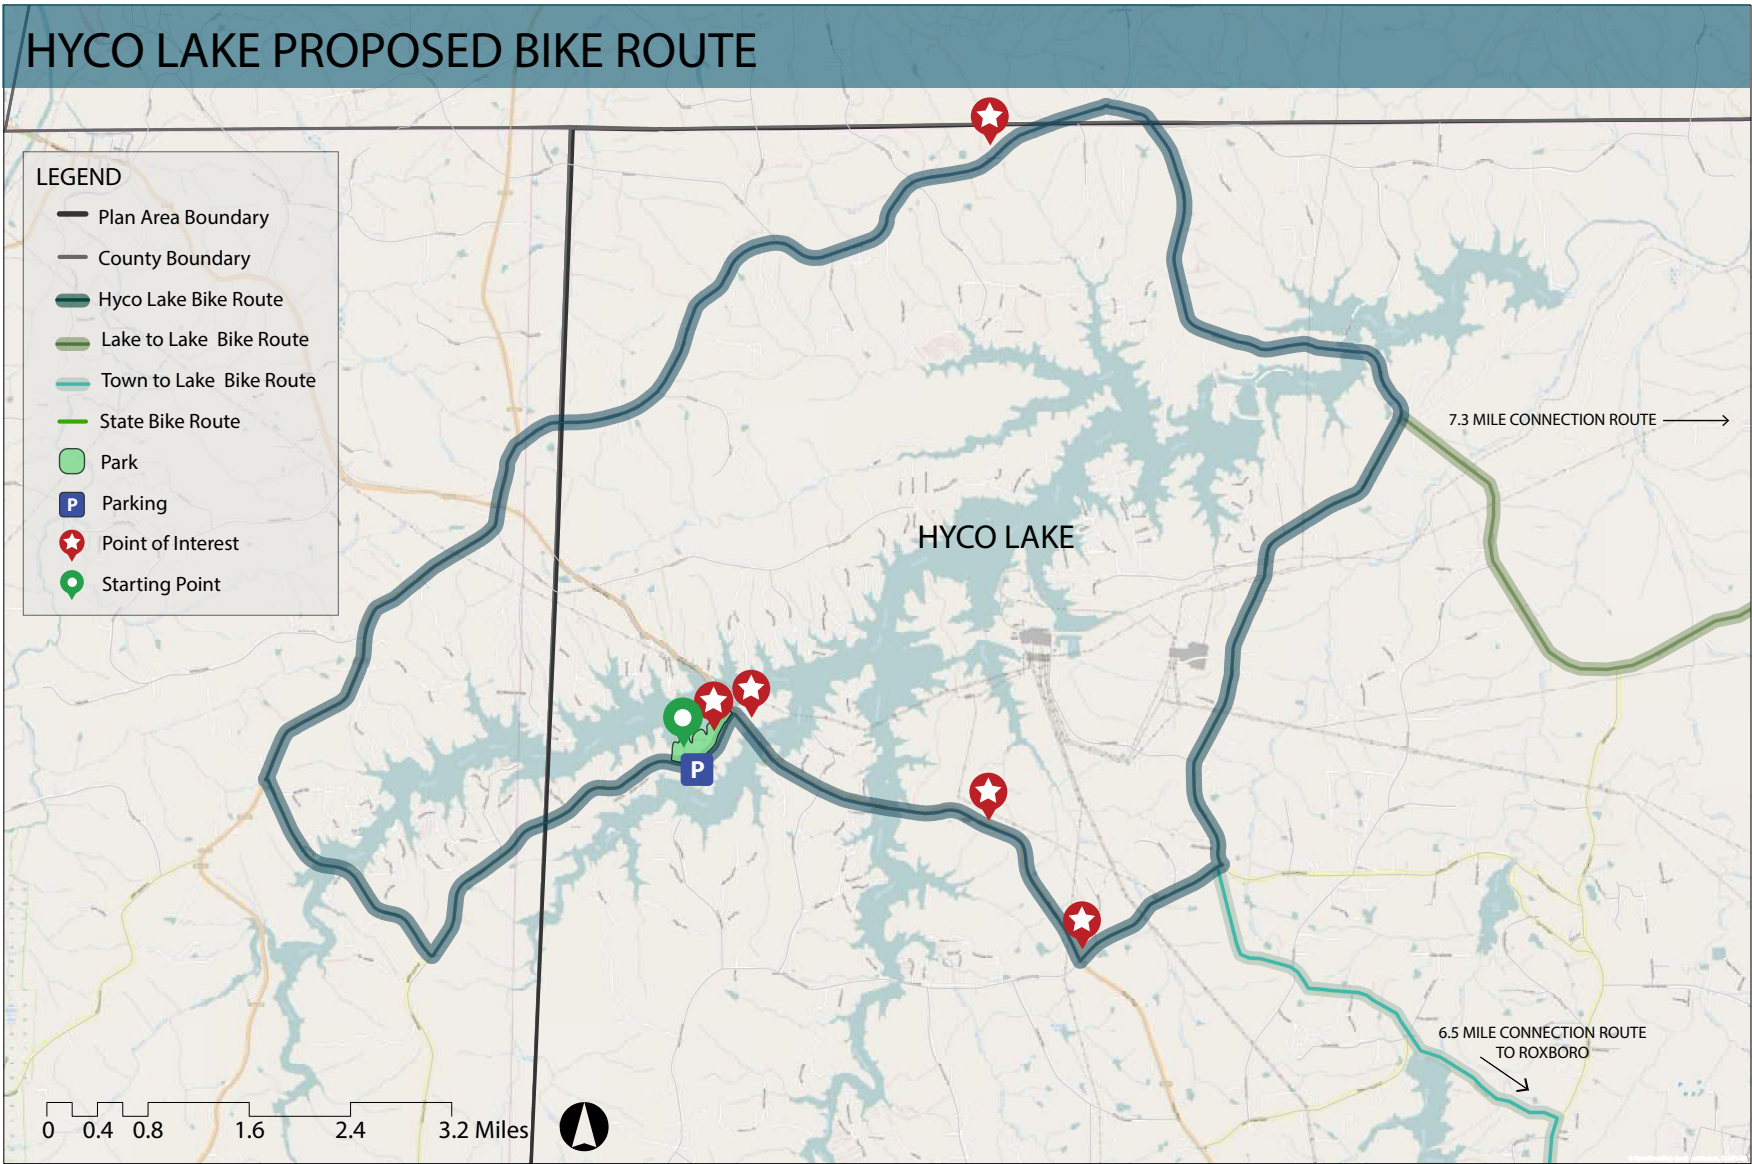 HYCO LAKE PROPOSED BIKE ROUTE
LEGEND
Plan Area Boundary
County Boundary
Hyco Lake Bike Route
Lake to Lake Bike Route
Town to Lake Bike Route
State Bike Route
Park
P
Parking
Point of Interest
Starting Point
7.3 MILE CONNECTION ROUTE
HYCO LAKE
P
6.5 MILE CONNECTION ROUTE
TO ROXBORO
0 0.4 0.8 1.6 2.4 3.2 Miles